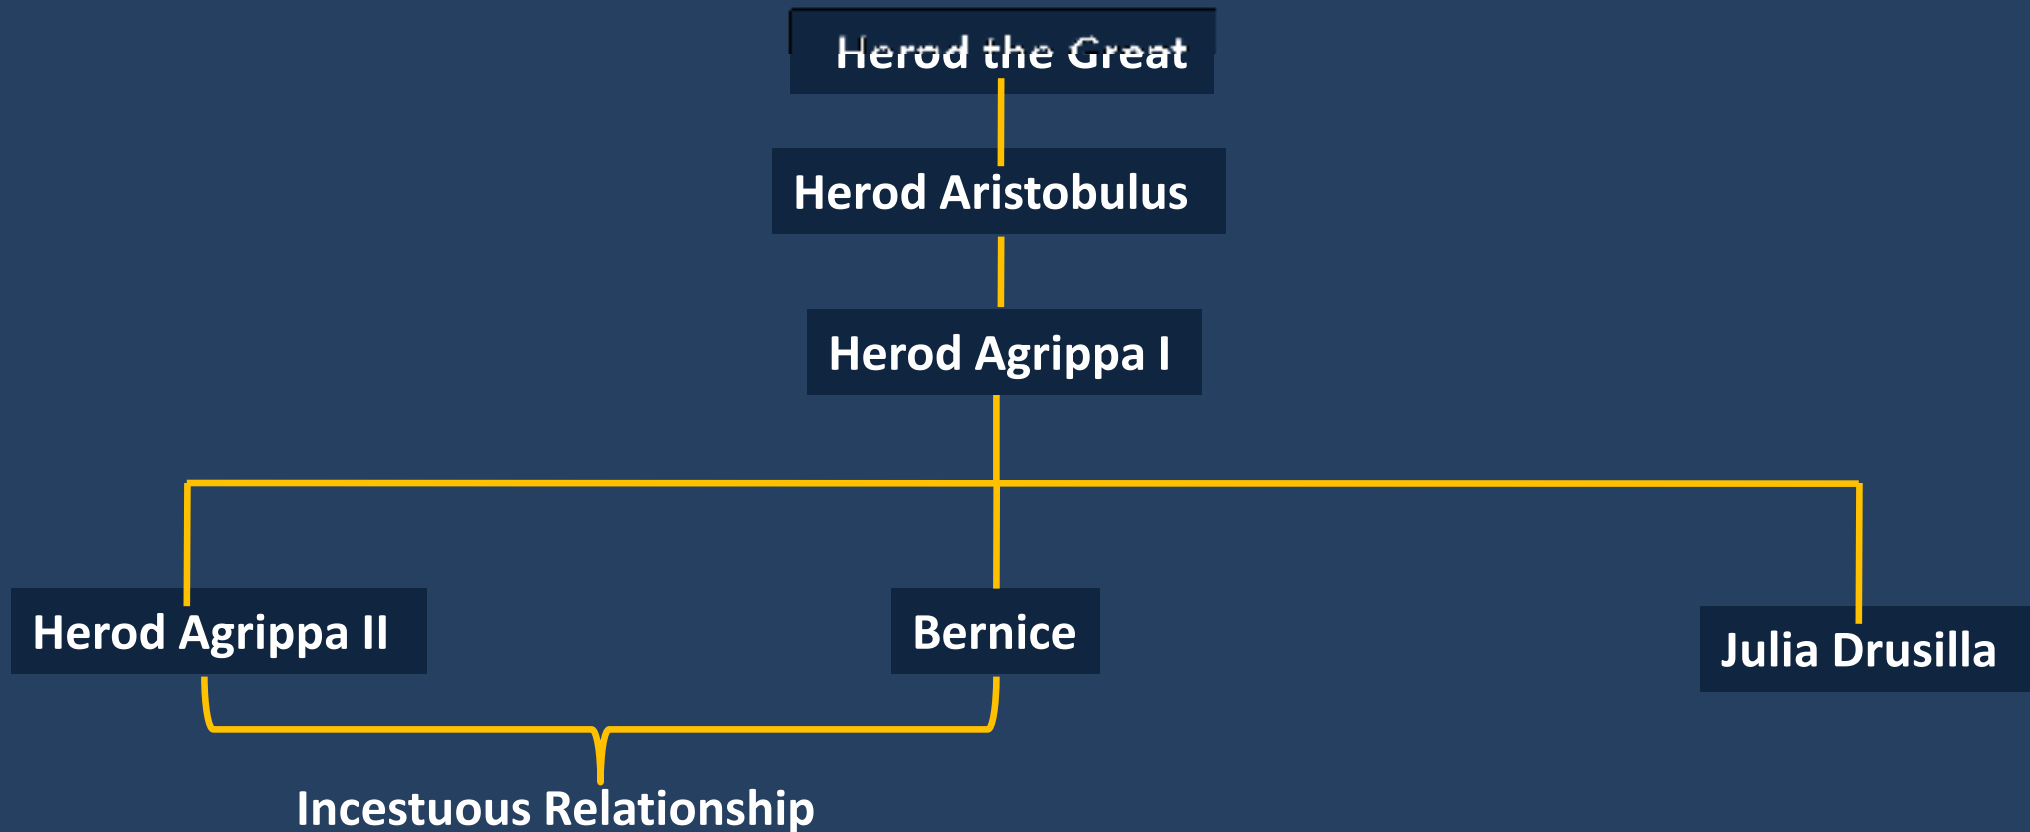 Herod the Great
Herod Aristobulus
Herod Agrippa I
Herod Agrippa II
Bernice
Julia Drusilla
Incestuous Relationship